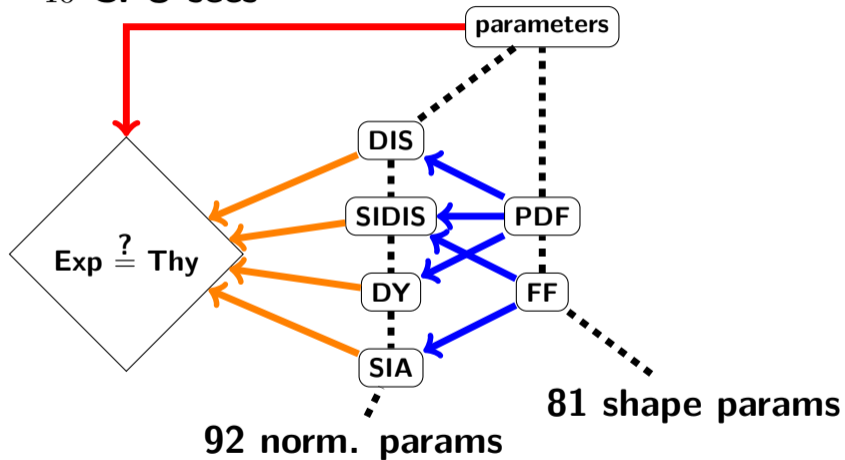 parameters
DIS
SIDIS
PDF
Exp ?= Thy
DY
FF
SIA
81 shape params
92 norm. params